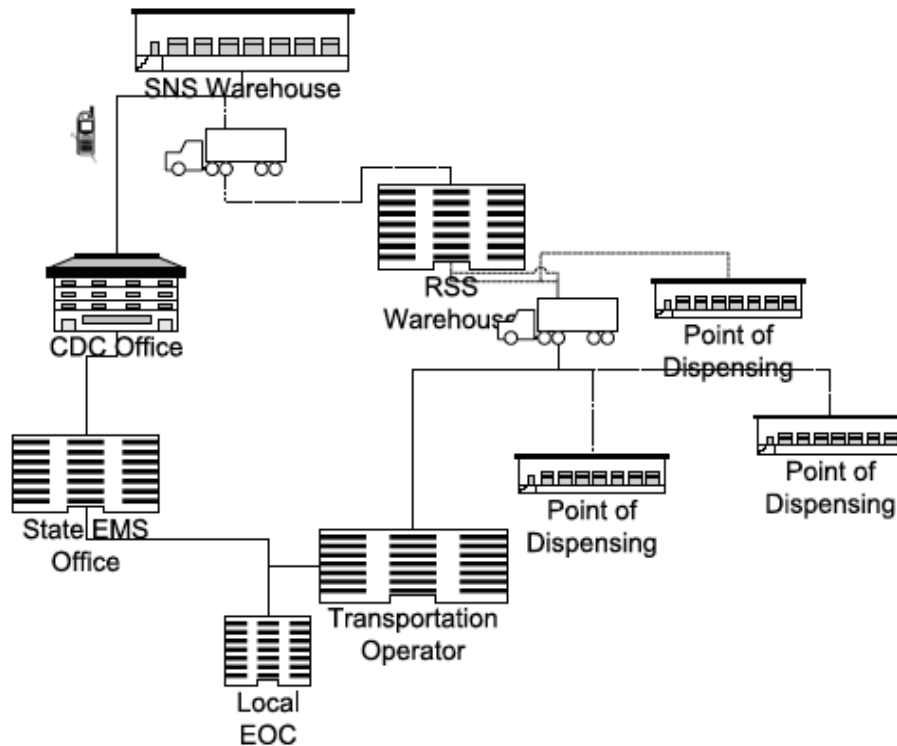 SNS Warehouse
RSS
Warehouse
CDC Office
Point of
Dispensing
Point of
Dispensing
Point of
Dispensing
State EMS
Office
Transportation
Operator
Local
EOC